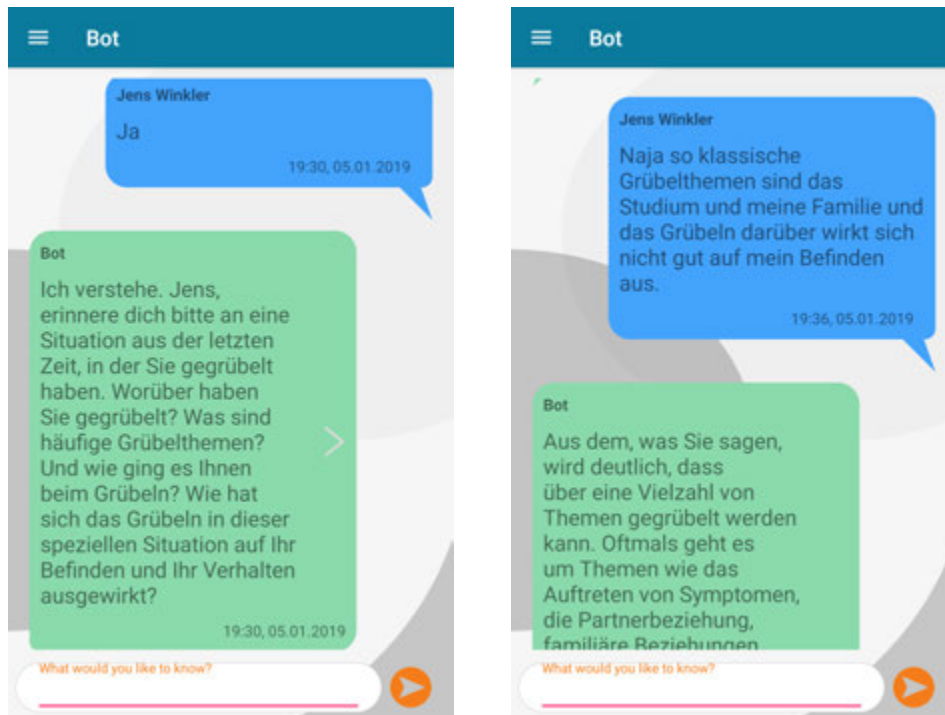 Bot
Jens Winkler
Ja
19:30, 05.01.2019
Bot
Ich verstehe. Jens,
erinnere dich bitte an eine
Situation aus der letzten
Zeit, in der Sie gegrübelt
haben. Worüber haben
Sie gegrübelt? Was sind
häufige Grübelthemen?
Und wie ging es Ihnen
beim Grübeln? Wie hat
sich das Grübeln in dieser
speziellen Situation auf Ihr
Befinden und Ihr Verhalten
ausgewirkt?
19:30, 05.01.2019
What would you like to know?
Bot
Jens Winkler
Naja so klassische
Grübelthemen sind das
Studium und meine Familie und
das Grübeln darüber wirkt sich
nicht gut auf mein Befinden
aus.
19:36, 05.01.2019
Bot
Aus dem, was Sie sagen,
wird deutlich, dass
über eine Vielzahl von
Themen gegrübelt werden
kann. Oftmals geht es
um Themen wie das
Auftreten von Symptomen,
die Partnerbeziehung,
familiäre Beziehungen
What would you like to know?